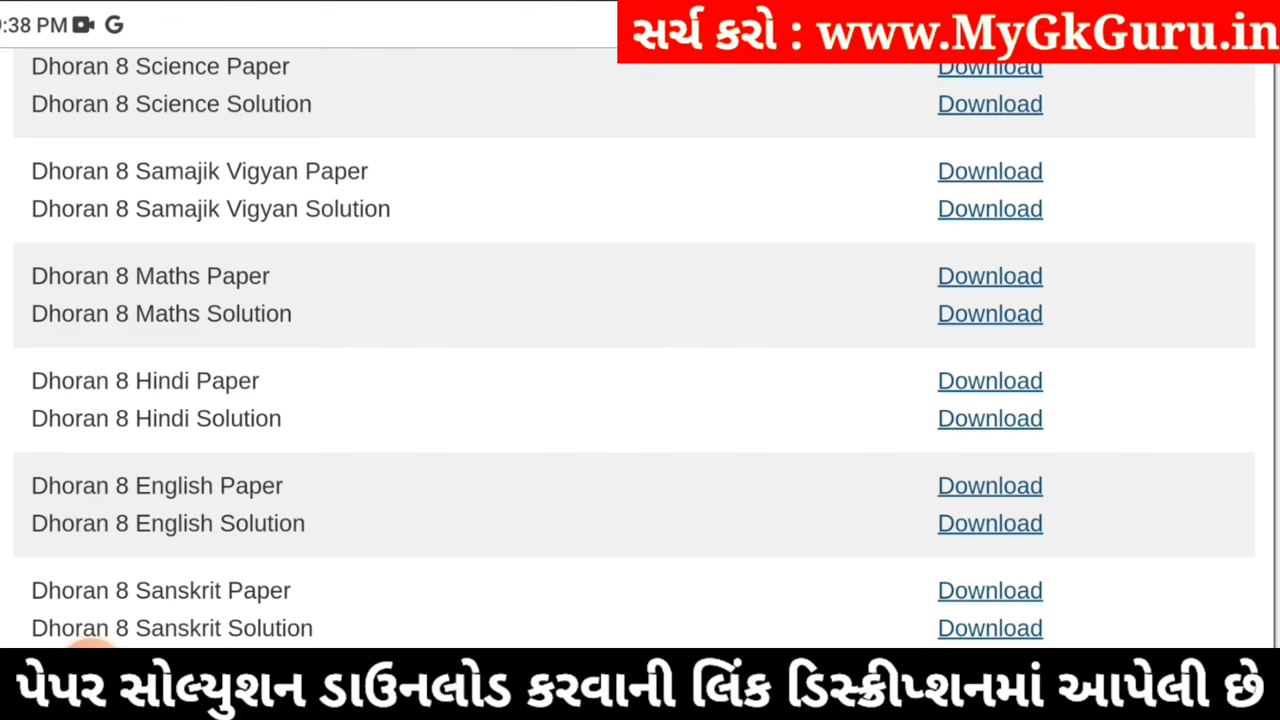 :38 PM G
સર્ચ કરો : www.MyGkGuru.in
Dhoran 8 Science Paper Download
Dhoran 8 Science Solution Download
Dhoran 8 Samajik Vigyan Paper Download
Dhoran 8 Samajik Vigyan Solution Download
Dhoran 8 Maths Paper Download
Dhoran 8 Maths Solution Download
Dhoran 8 Hindi Paper Download
Dhoran 8 Hindi Solution Download
Dhoran 8 English Paper Download
Dhoran 8 English Solution Download
Dhoran 8 Sanskrit Paper Download
Dhoran 8 Sanskrit Solution Download
પેપર સોલ્યુશન ડાઉનલોડ કરવાની લિંક ડિસ્ક્રીપ્શનમાં આપેલી છે